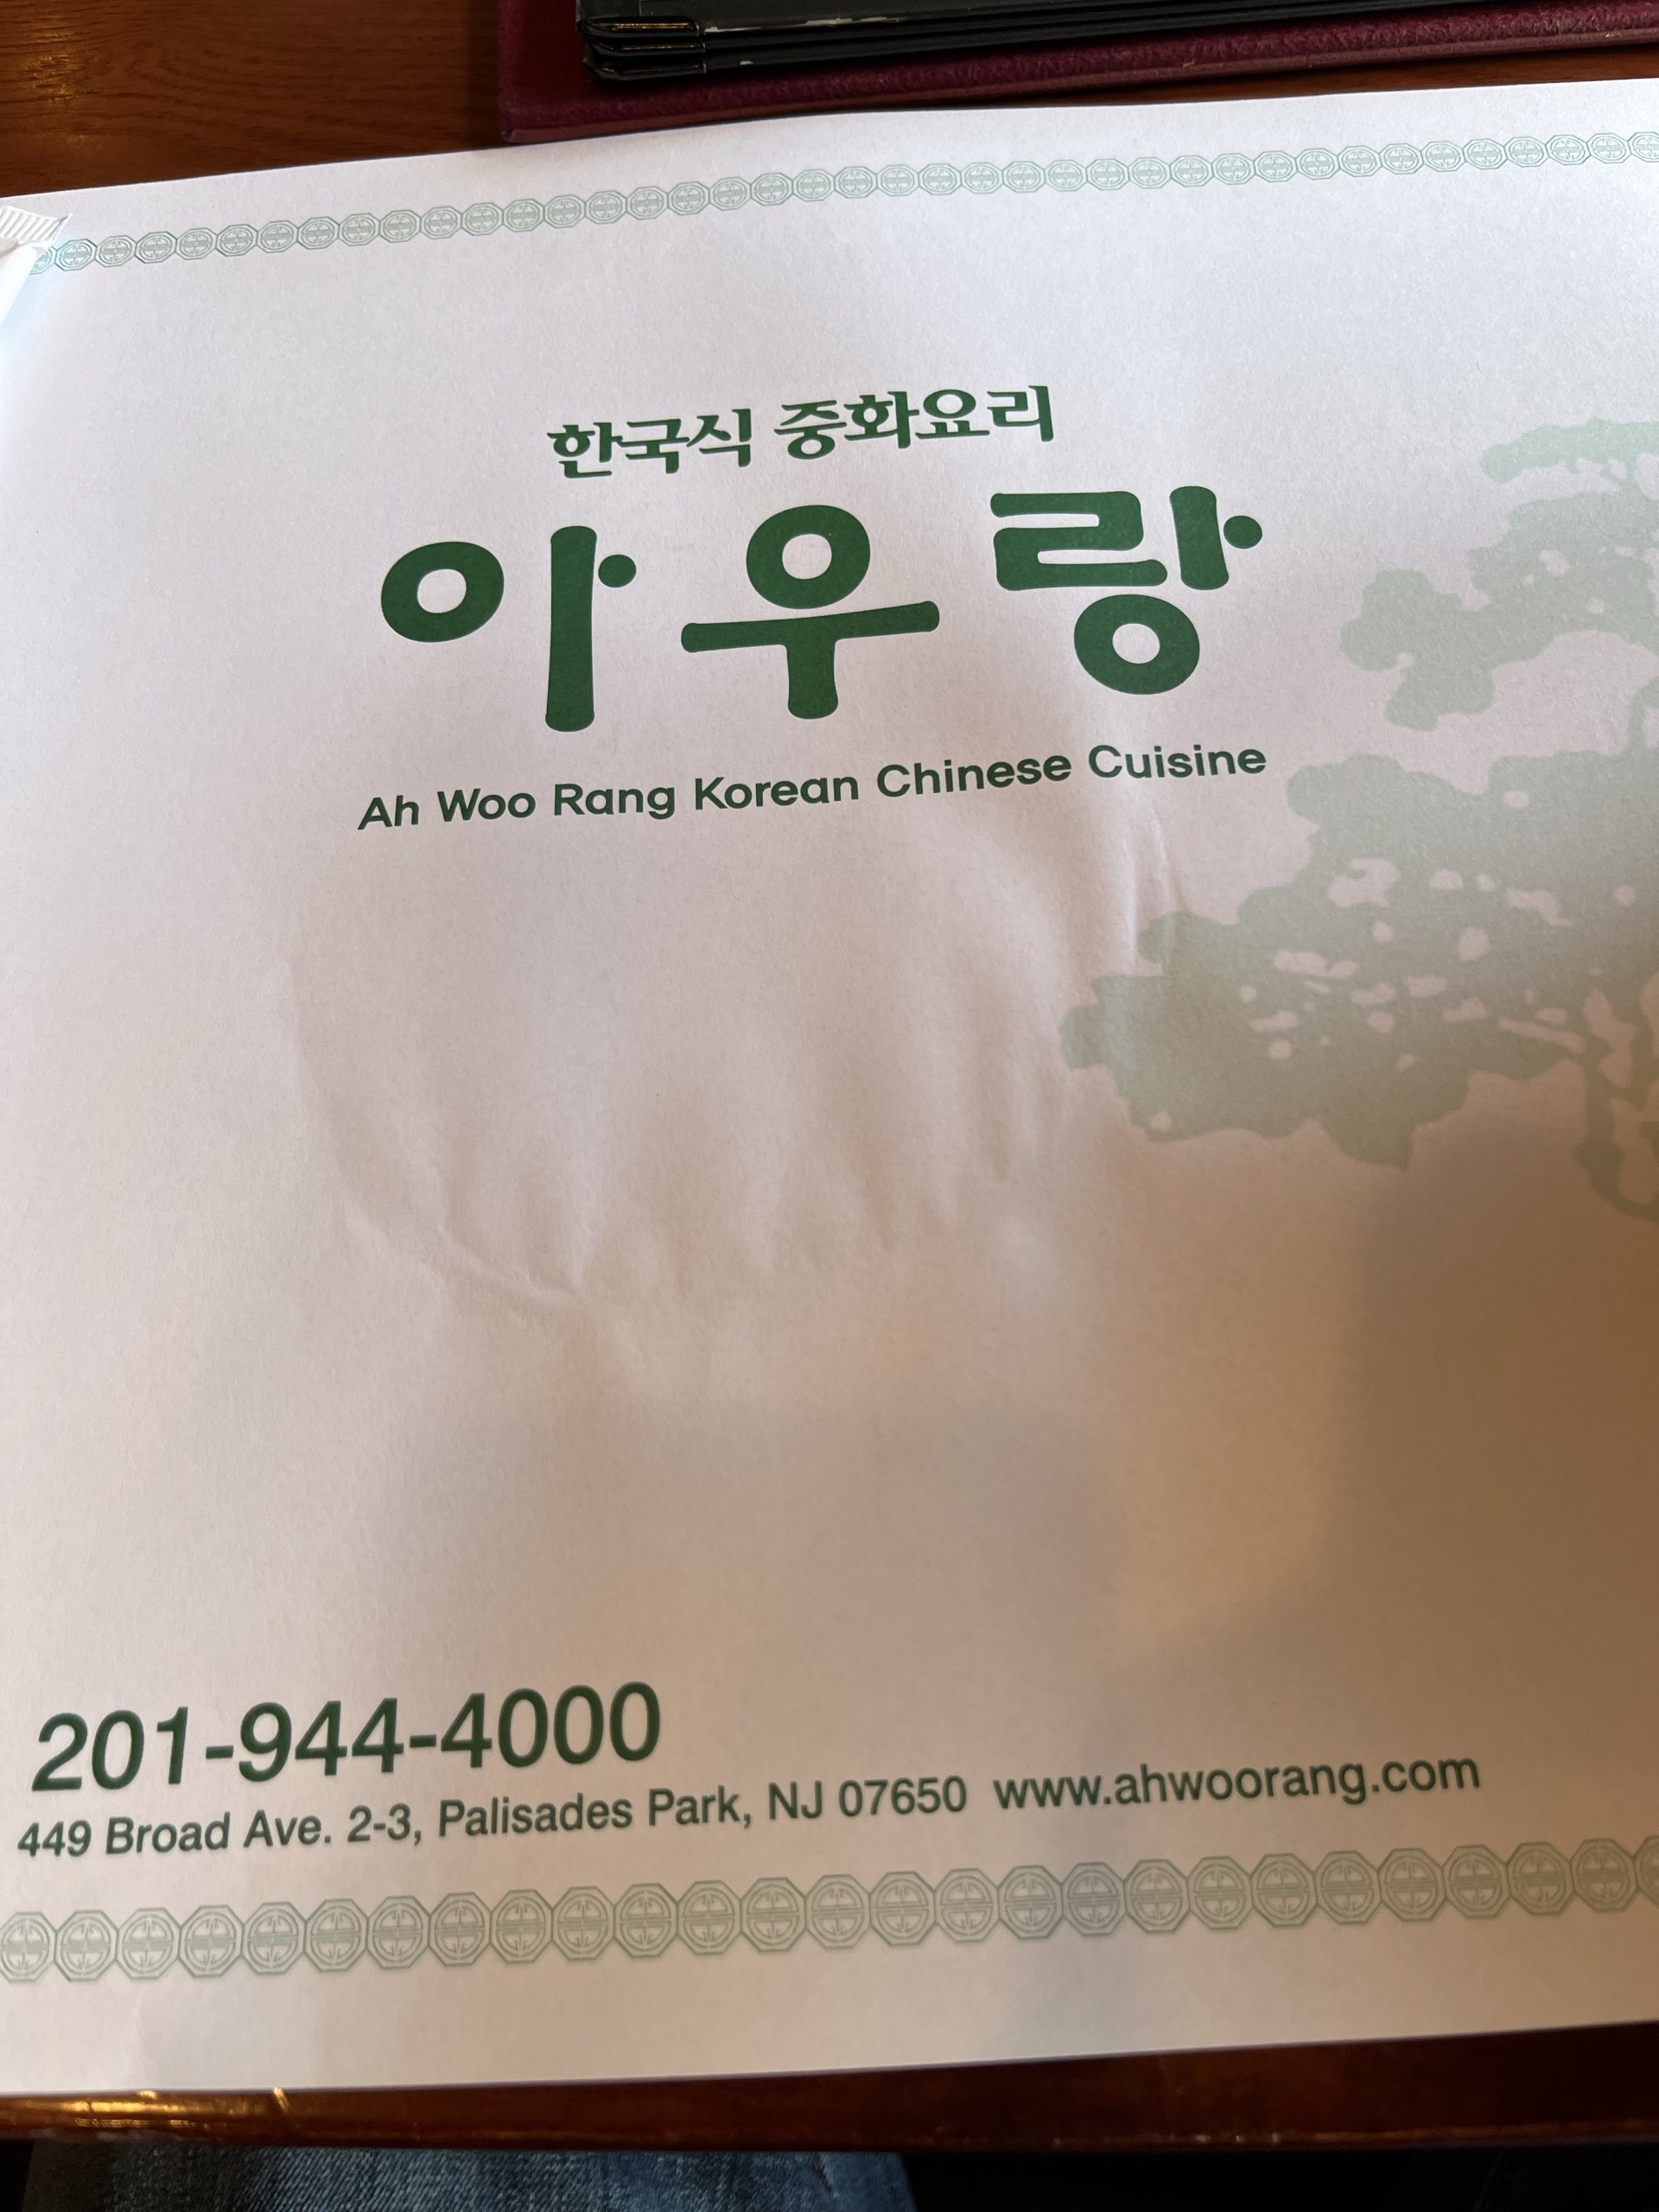 한국식 중화요리
아우랑
Ah Woo Rang Korean Chinese Cuisine
201-944-4000
449 Broad Ave. 2-3, Palisades Park, NJ 07650 www.ahwoorang.com